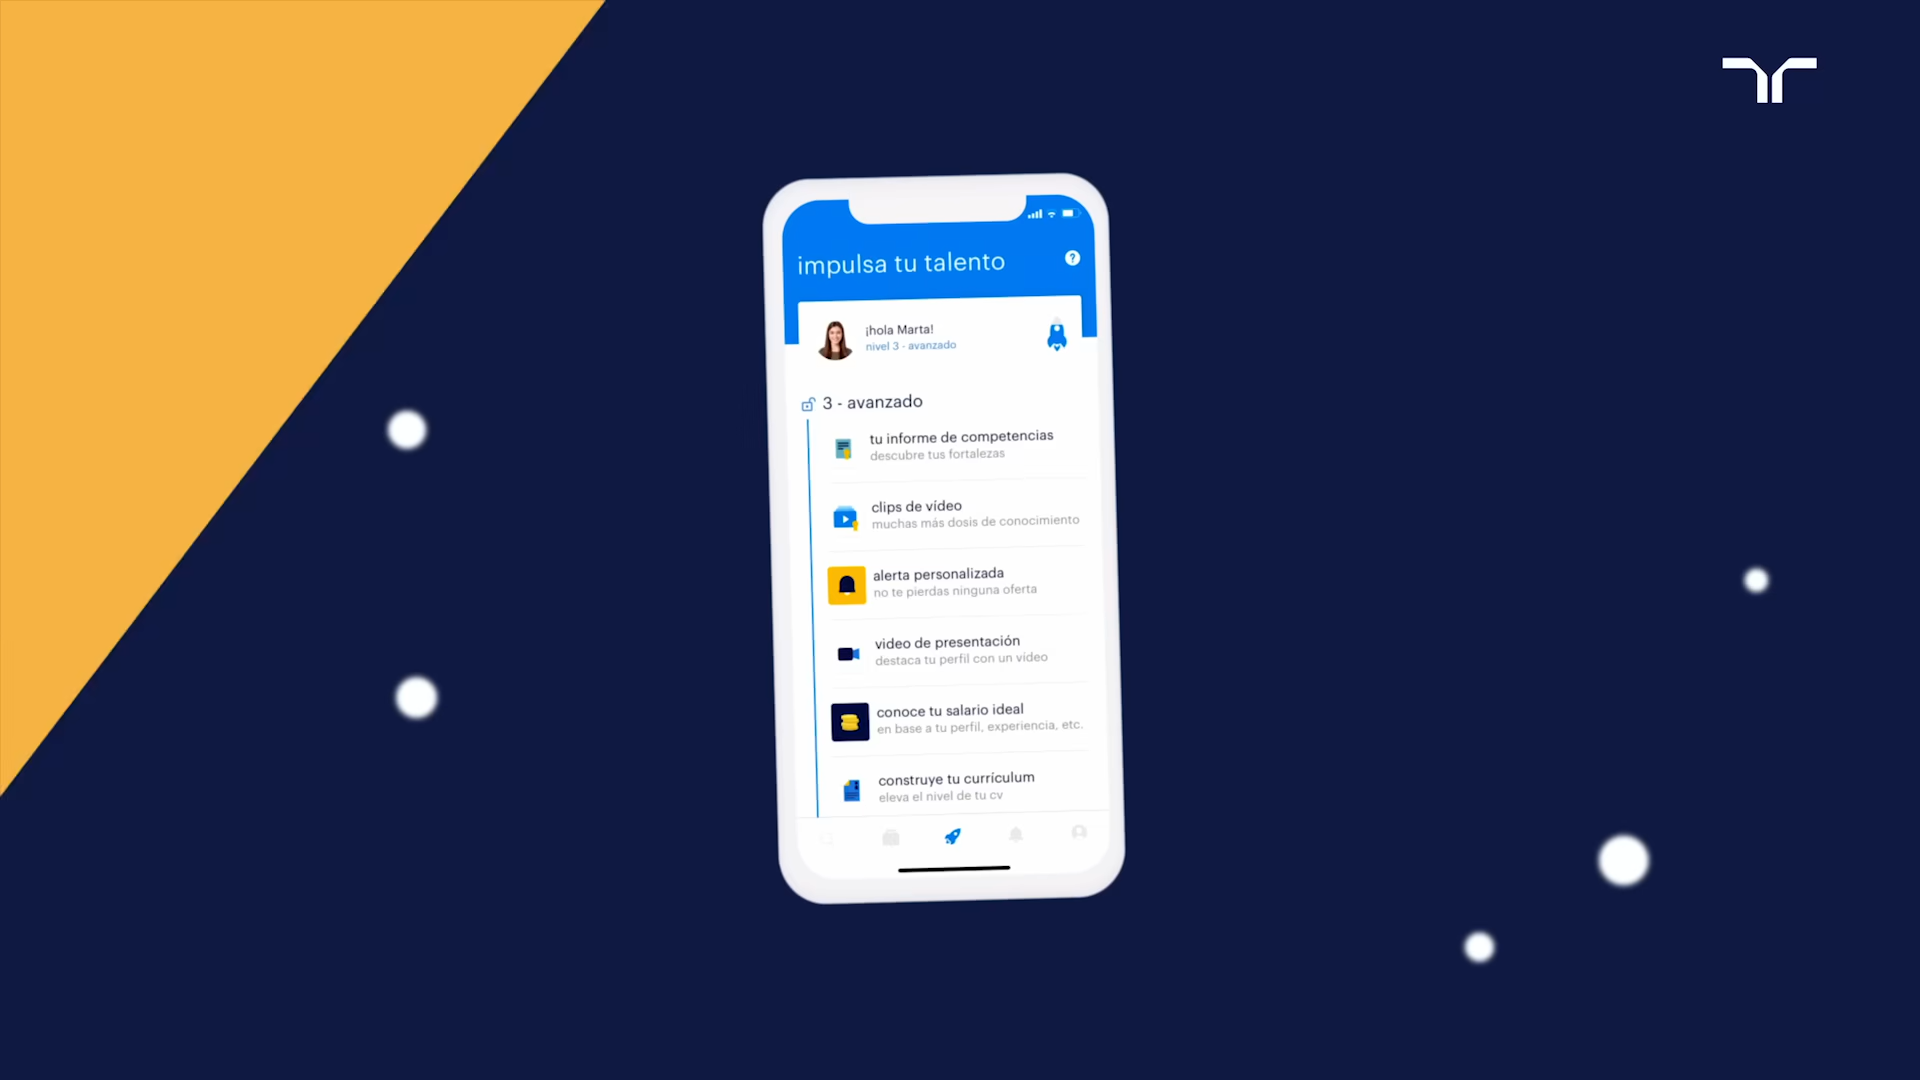 impulsa tu talento
?
¡hola Marta!
nivel 3 - avanzado
3 - avanzado
tu informe de competencias
descubre tus fortalezas
clips de vídeo
muchas más dosis de conocimiento
alerta personalizada
no te pierdas ninguna oferta
video de presentación
destaca tu perfil con un vídeo
conoce tu salario ideal
en base a tu perfil, experiencia, etc.
construye tu currículum
eleva el nivel de tu cv